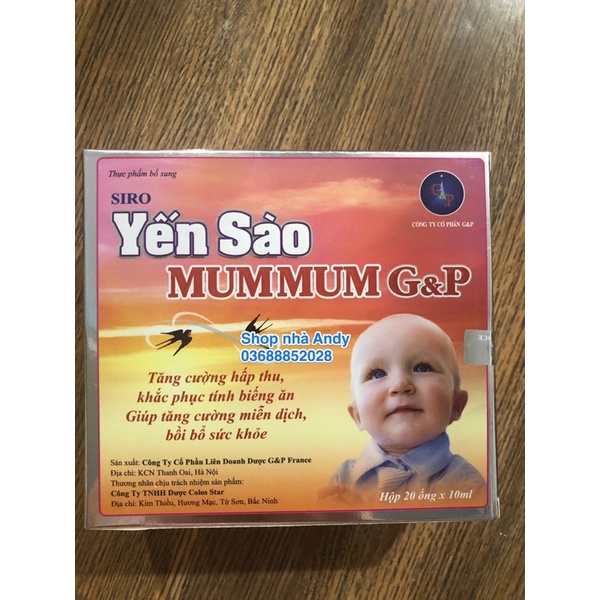 Thực phẩm bổ sung
SIRO
Yến Sào
MUMMUM G&P
G&P
CÔNG TY CỔ PHẦN G&P
Shop nhà Andy
03688852028
Tăng cường hấp thu,
khắc phục tính biếng ăn
Giúp tăng cường miễn dịch,
bồi bổ sức khỏe
Sản xuất: Công Ty Cổ Phần Liên Doanh Dược G&P France
Địa chỉ: KCN Thanh Oai, Hà Nội
Thương nhân chịu trách nhiệm sản phẩm:
Công Ty TNHH Dược Colos Star
Địa chỉ: Kim Thiều, Hương Mạc, Từ Sơn, Bắc Ninh
Hộp 20 ống x 10ml